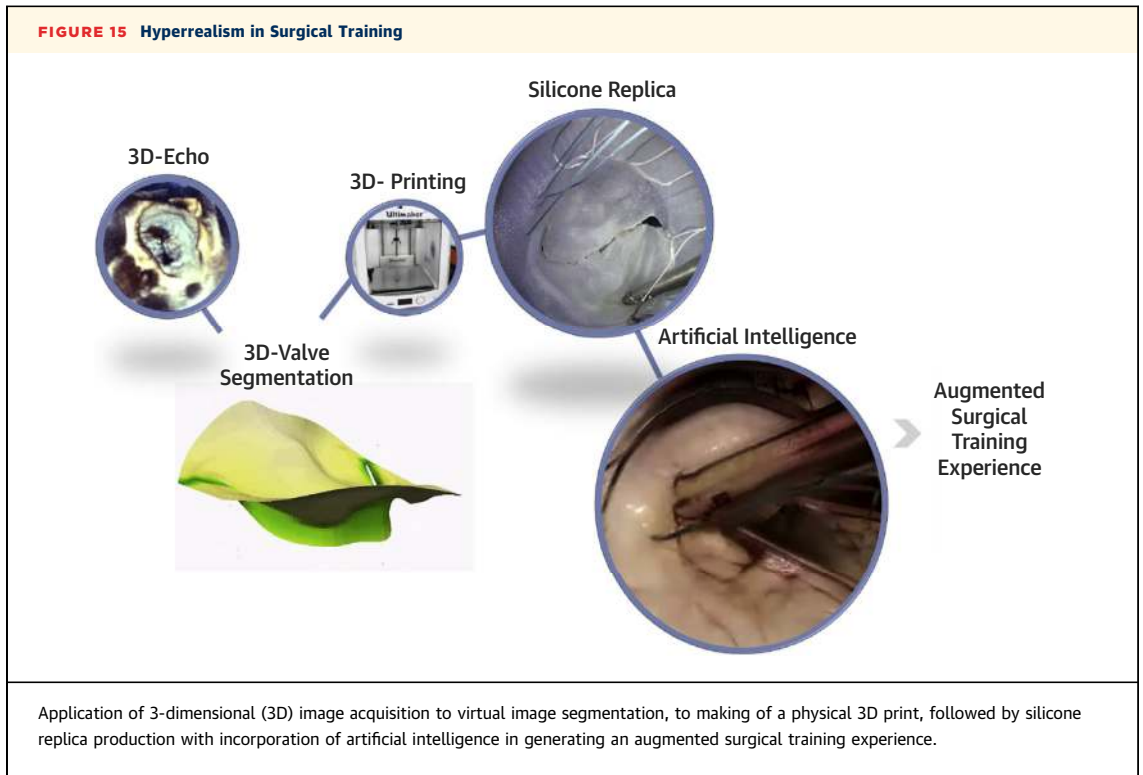 FIGURE 15 Hyperrealism in Surgical Training
Silicone Replica
3D-Echo
3D- Printing
Ultimaker
3D-Valve
Segmentation
Artificial Intelligence
Augmented
Surgical
Training
Experience
Application of 3-dimensional (3D) image acquisition to virtual image segmentation, to making of a physical 3D print, followed by silicone
replica production with incorporation of artificial intelligence in generating an augmented surgical training experience.